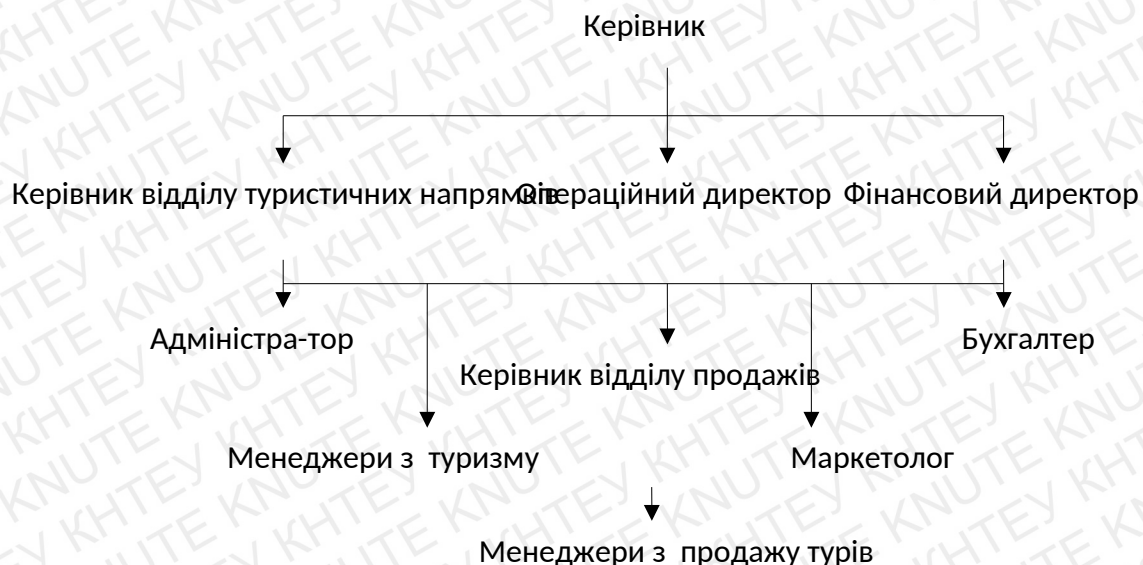 Керівник
Керівник відділу туристичних напрямків
Операційний директор
Фінансовий директор
Адміністра-тор
Бухгалтер
Керівник відділу продажів
Менеджери з туризму
Маркетолог
Менеджери з продажу турів